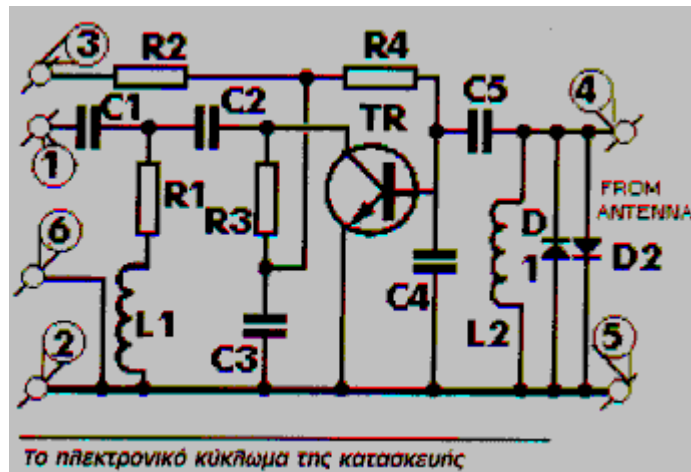 3 R2 R4
C1 C2 C5 4
TR
1
R1 R3 FROM
ANTENNA
6 D
1 D2
C4
L1 L2
2 C3 5
Το ηλεκτρονικό κύκλωμα της κατασκευής